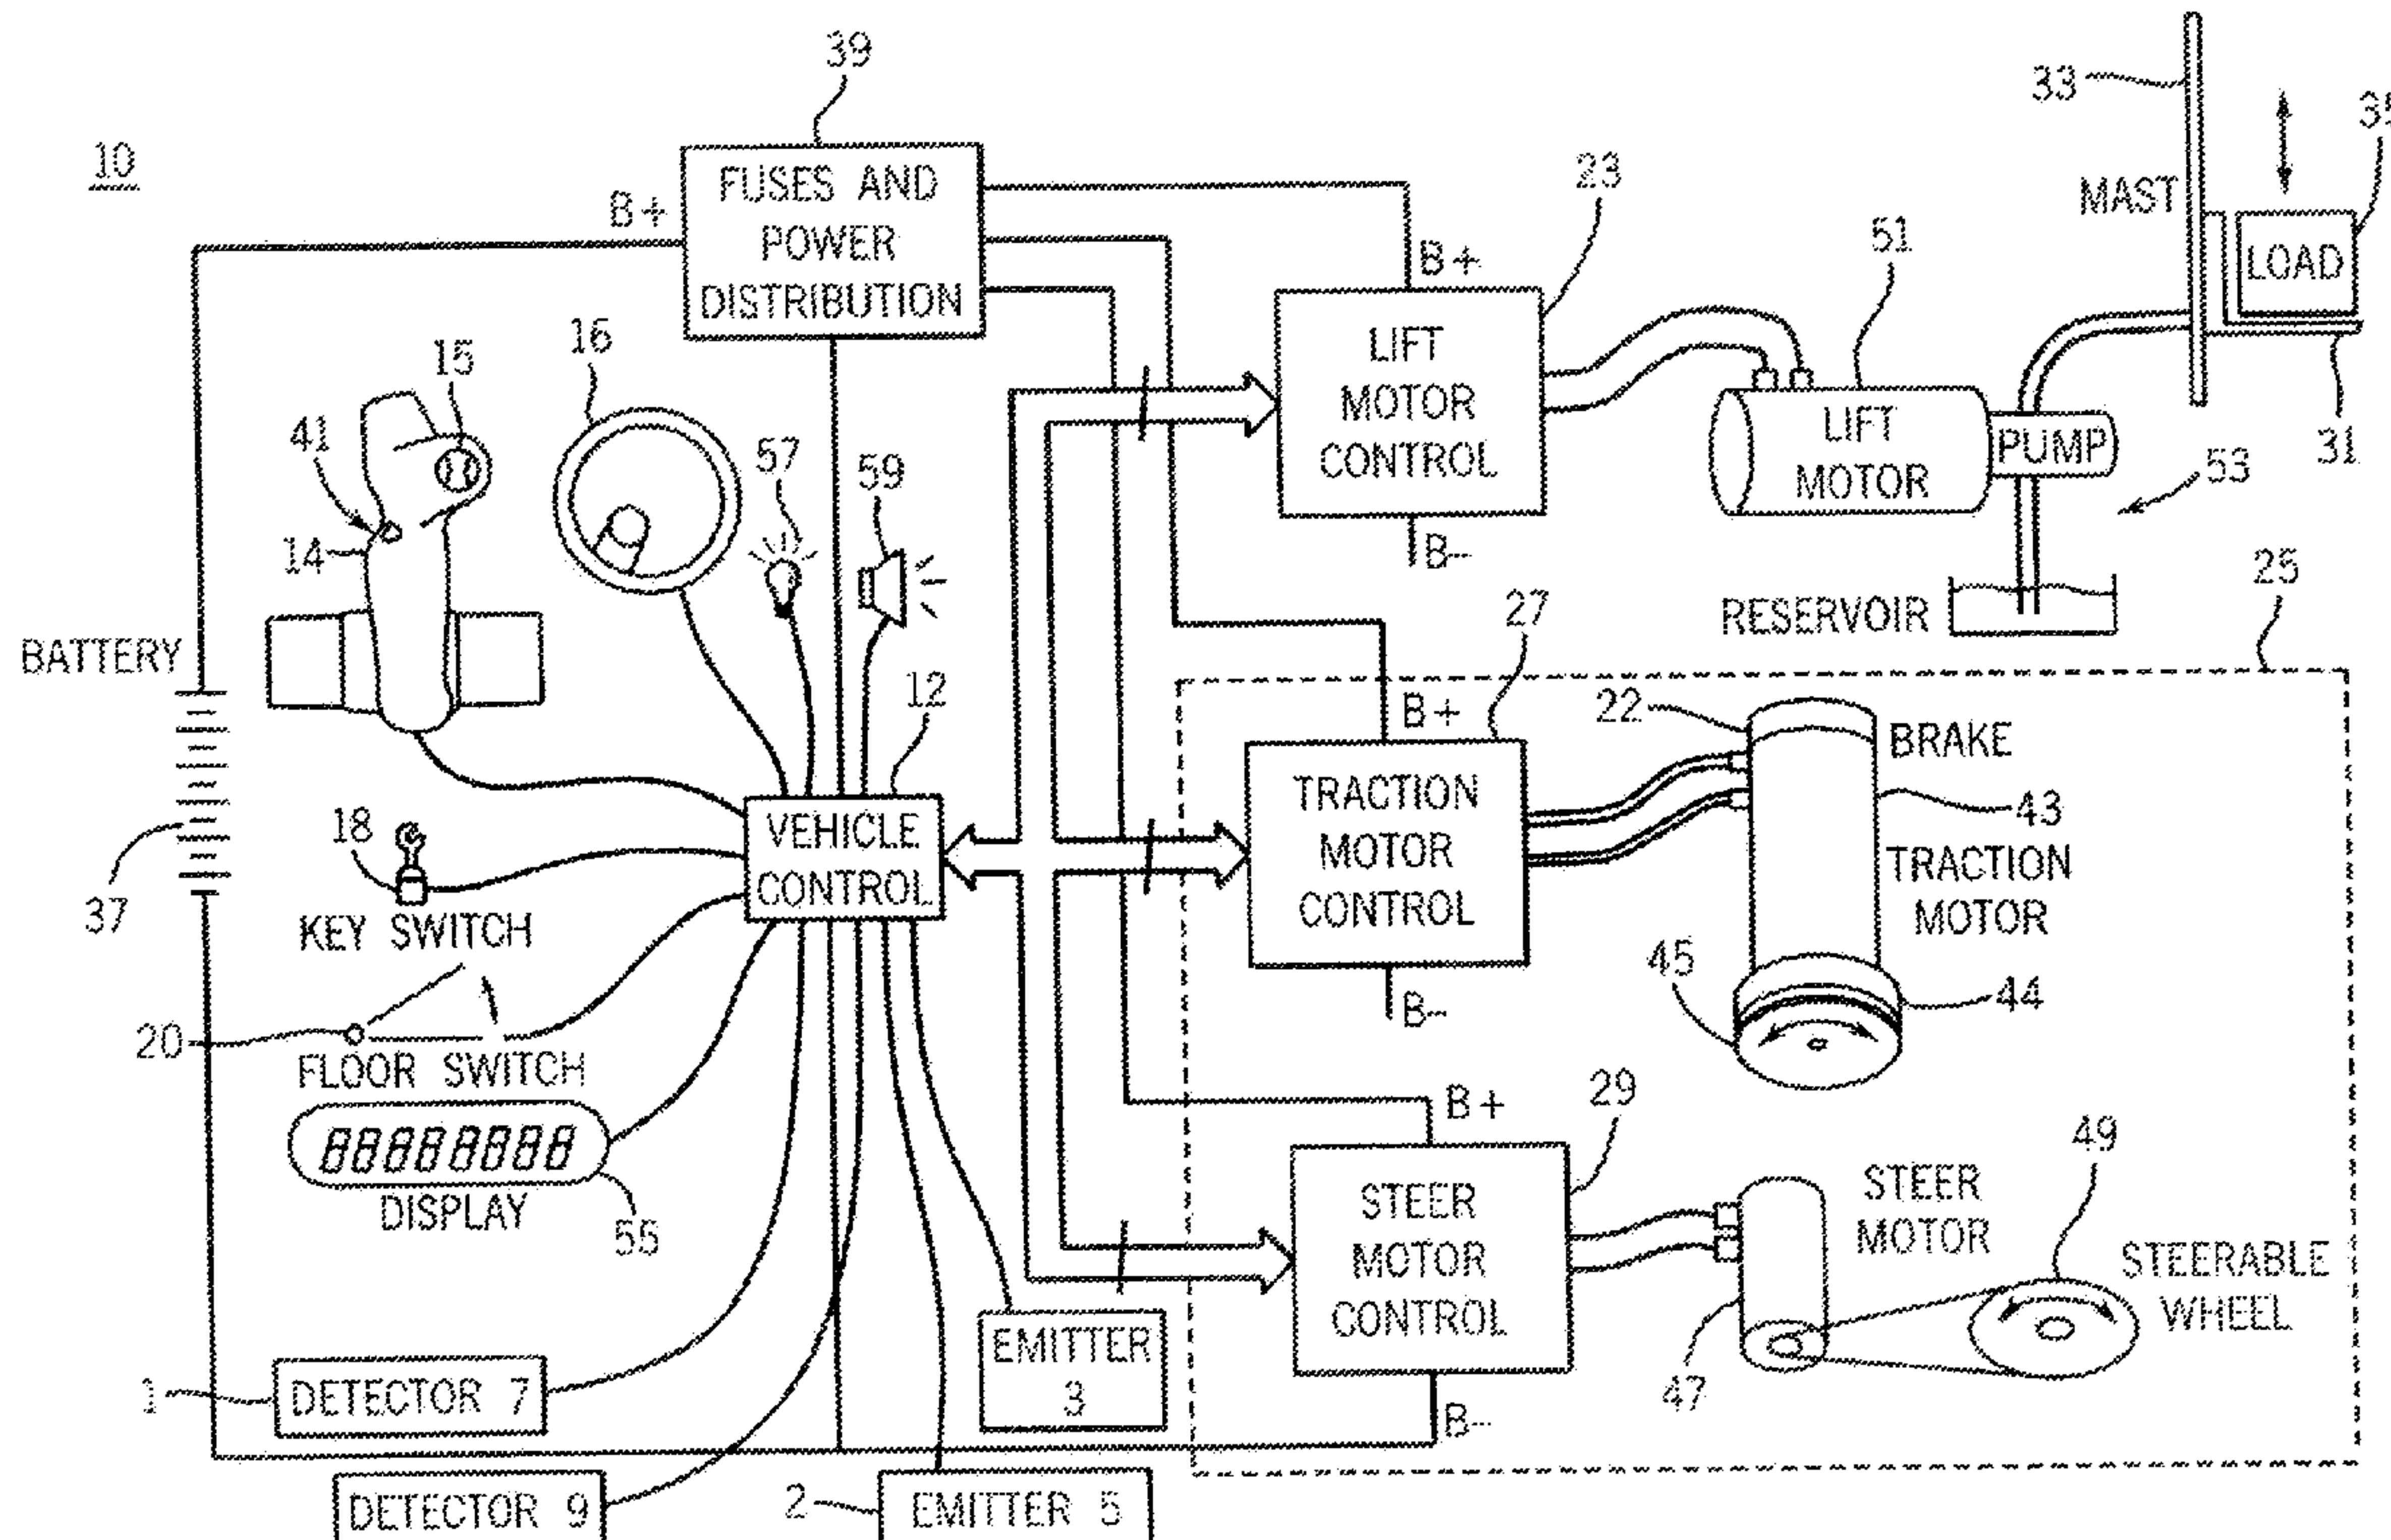 10
39
FUSES AND
POWER
DISTRIBUTION
B+
33
MAST
35
LOAD
31
23
B+
LIFT
MOTOR
CONTROL
B-
51
LIFT
MOTOR
PUMP
53
RESERVOIR
25
15
41
14
16
57
59
12
VEHICLE
CONTROL
BATTERY
37
18
KEY SWITCH
20
FLOOR SWITCH
88888888
DISPLAY
55
27
B+
TRACTION
MOTOR
CONTROL
B-
22
BRAKE
43
TRACTION
MOTOR
45
44
29
B+
STEER
MOTOR
CONTROL
B-
STEER
MOTOR
47
49
STEERABLE
WHEEL
1
DETECTOR 7
EMITTER
3
DETECTOR 9
2
EMITTER 5